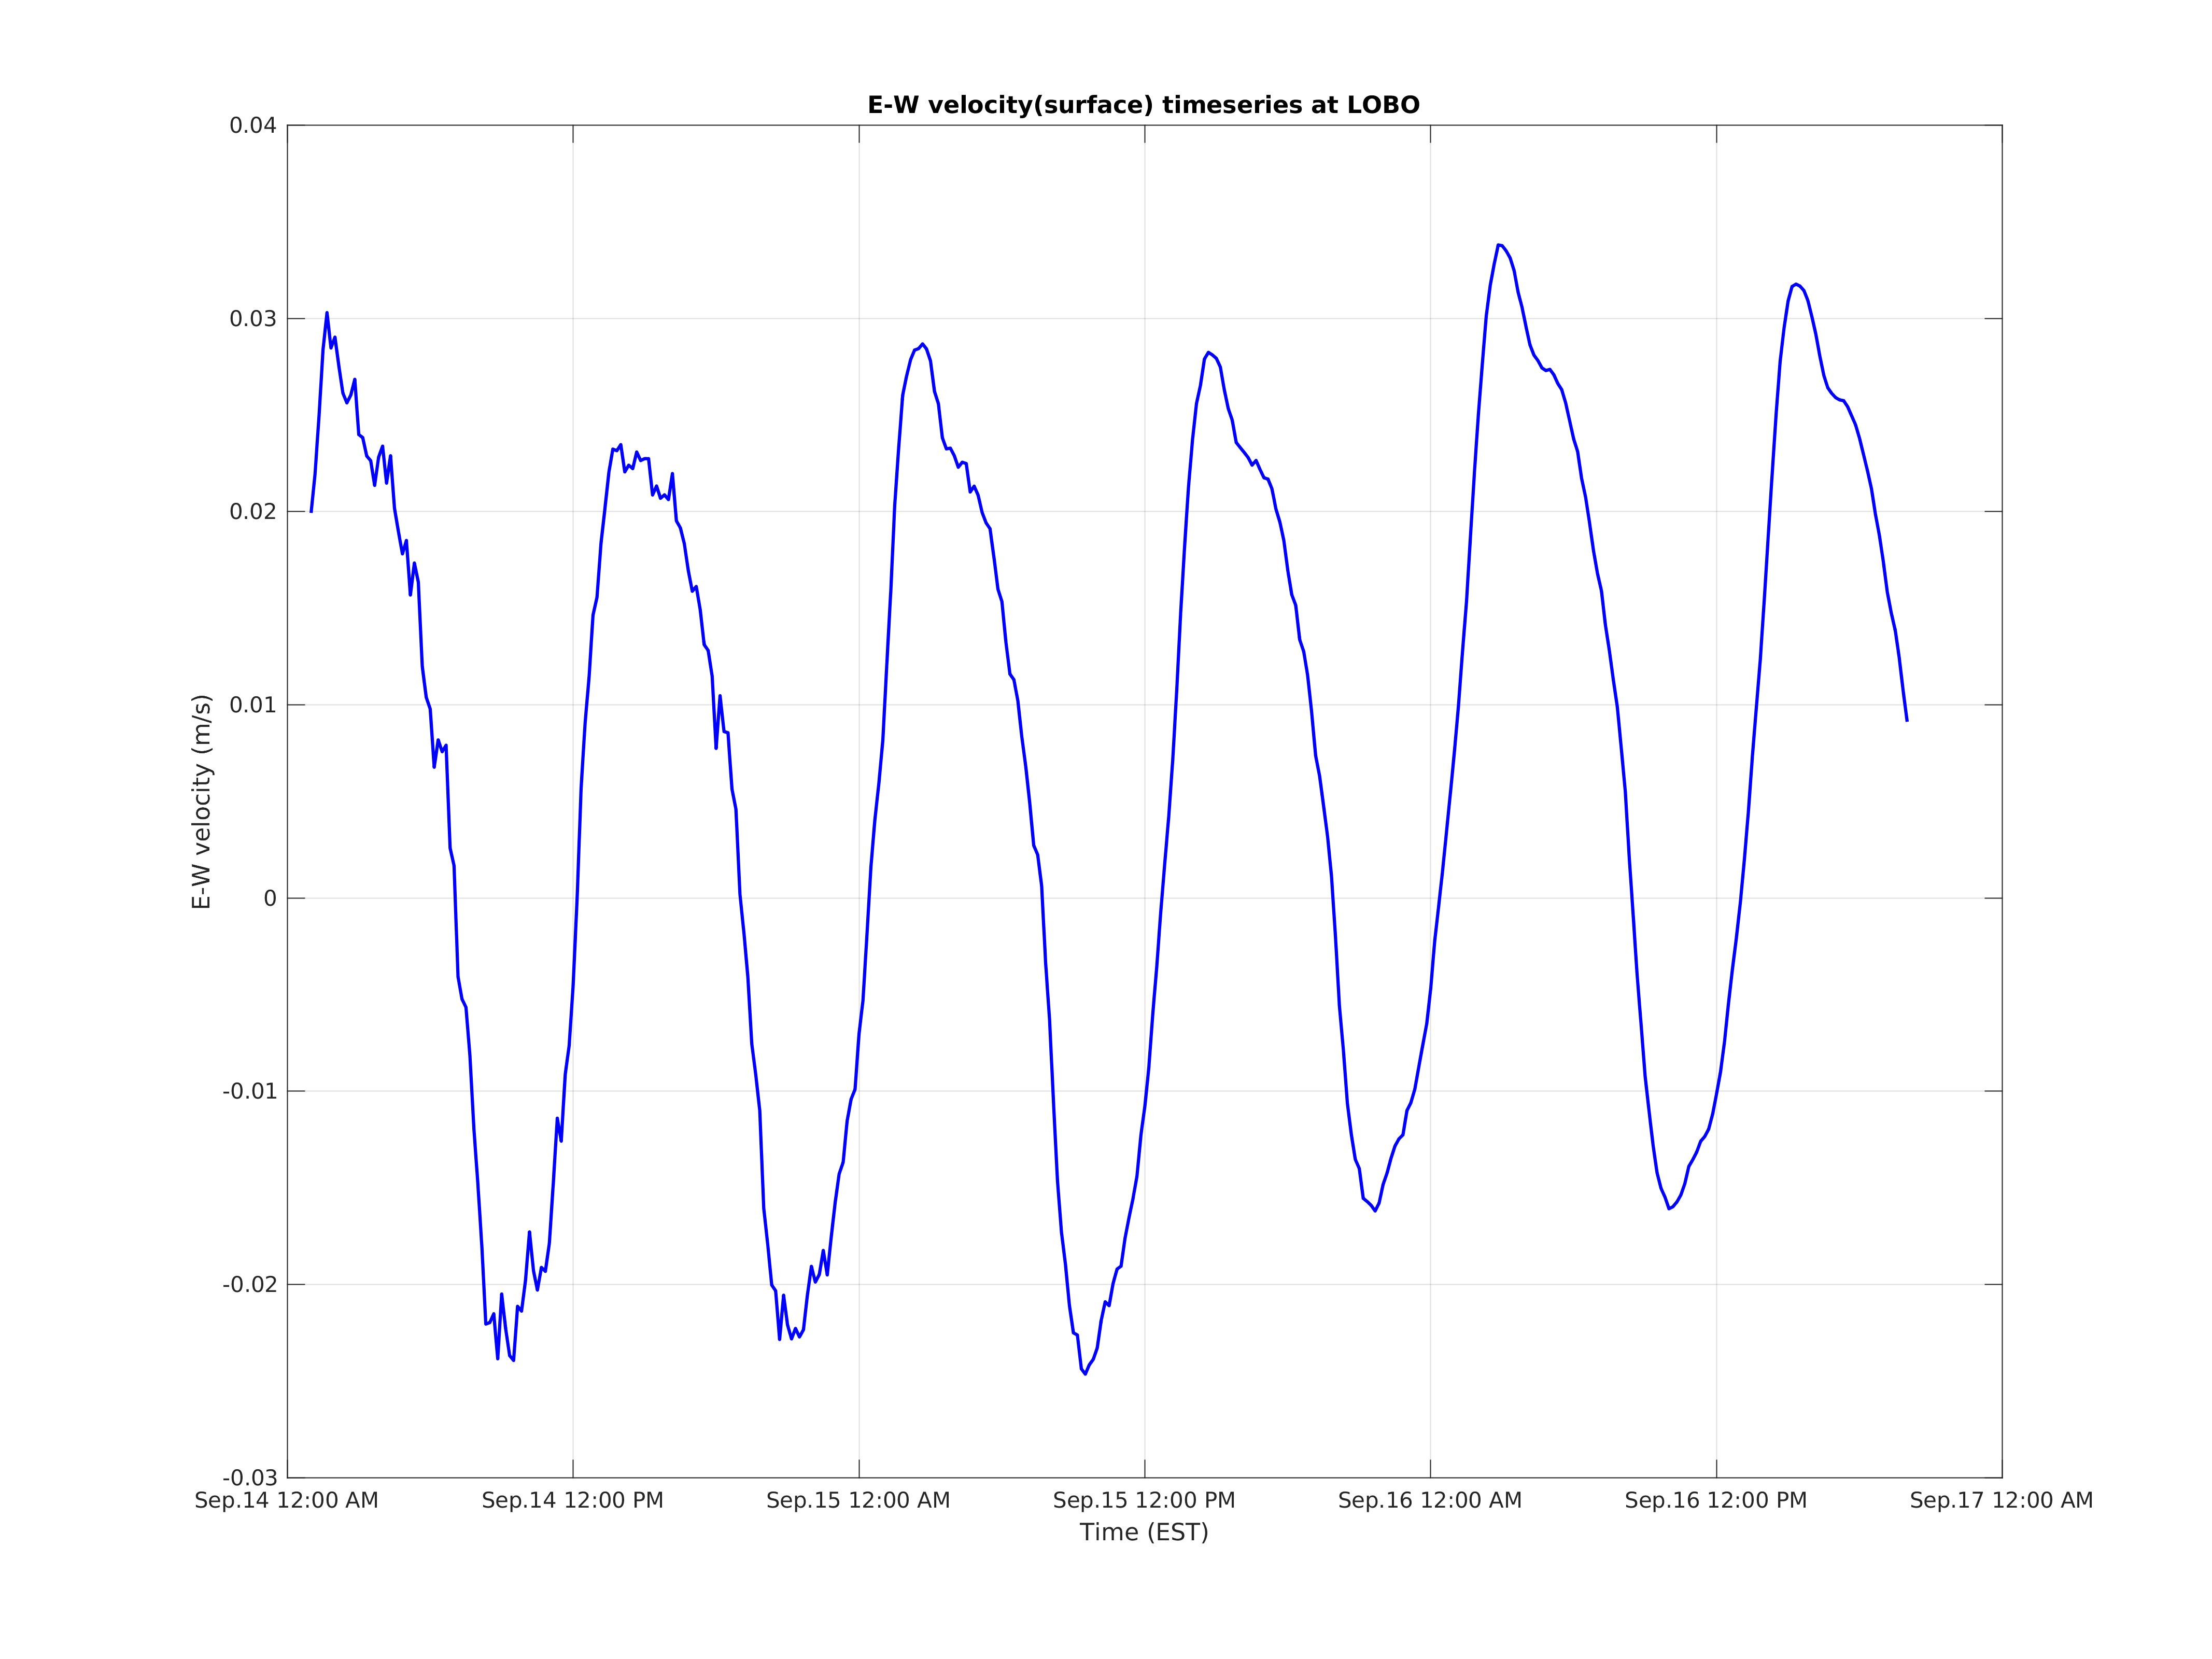 E-W velocity(surface) timeseries at LOBO
0.04
0.03
0.02
0.01
0
-0.01
-0.02
-0.03
E-W velocity (m/s)
Sep.14 12:00 AM Sep.14 12:00 PM Sep.15 12:00 AM Sep.15 12:00 PM Sep.16 12:00 AM Sep.16 12:00 PM Sep.17 12:00 AM
Time (EST)